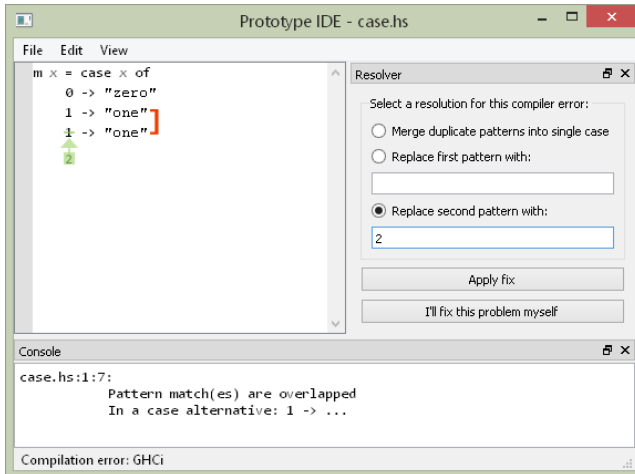 Prototype IDE - case.hs
File Edit View
m x = case x of
0 -> "zero"
1 -> "one"
1 -> "one"
2
Resolver
Select a resolution for this compiler error:
Merge duplicate patterns into single case
Replace first pattern with:
Replace second pattern with:
2
Apply fix
I'll fix this problem myself
Console
case.hs:1:7:
Pattern match(es) are overlapped
In a case alternative: 1 -> ...
Compilation error: GHCi